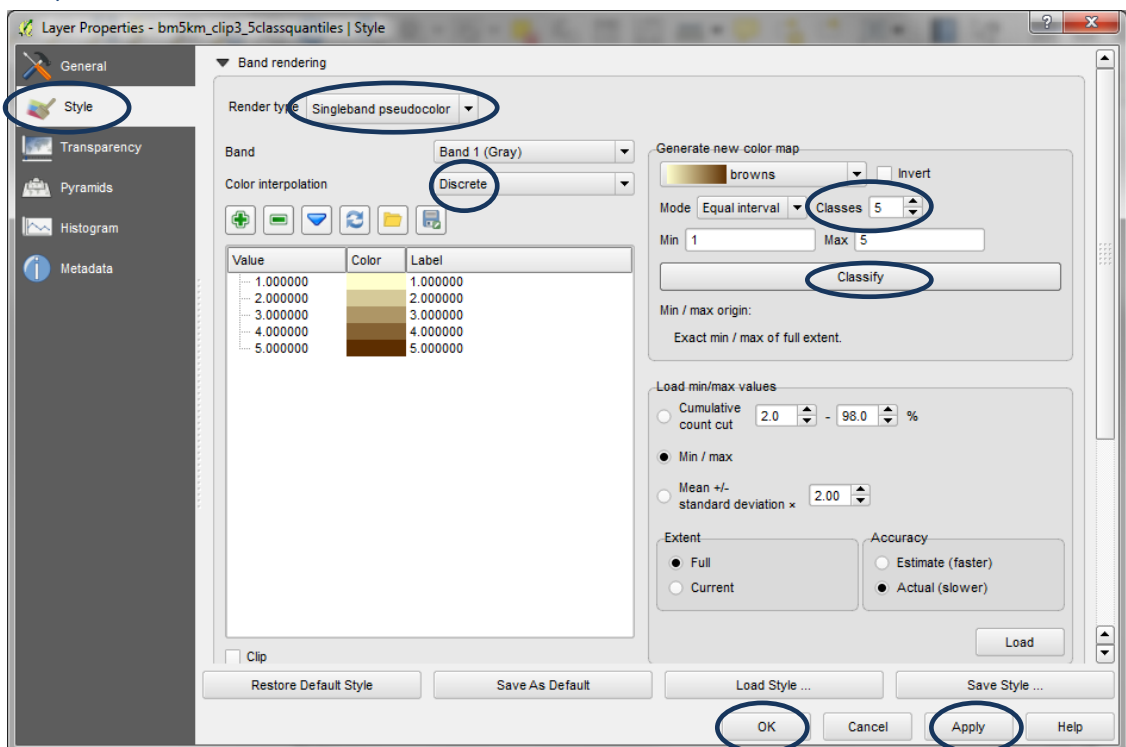 Layer Properties - bm5km_clip3_5classquantiles | Style
General
Style
Transparency
Pyramids
Histogram
Metadata
Band rendering
Render type Singleband pseudocolor
Band Band 1 (Gray)
Color interpolation Discrete
Value Color Label
1.000000 1.000000
2.000000 2.000000
3.000000 3.000000
4.000000 4.000000
5.000000 5.000000
Clip
Generate new color map
browns Invert
Mode Equal interval Classes 5
Min 1 Max 5
Classify
Min / max origin:
Exact min / max of full extent.
Load min/max values
Cumulative
count cut 2.0 - 98.0 %
Min / max
Mean +/-
standard deviation × 2.00
Extent
Full
Current
Accuracy
Estimate (faster)
Actual (slower)
Load
Restore Default Style Save As Default Load Style ... Save Style ...
OK Cancel Apply Help